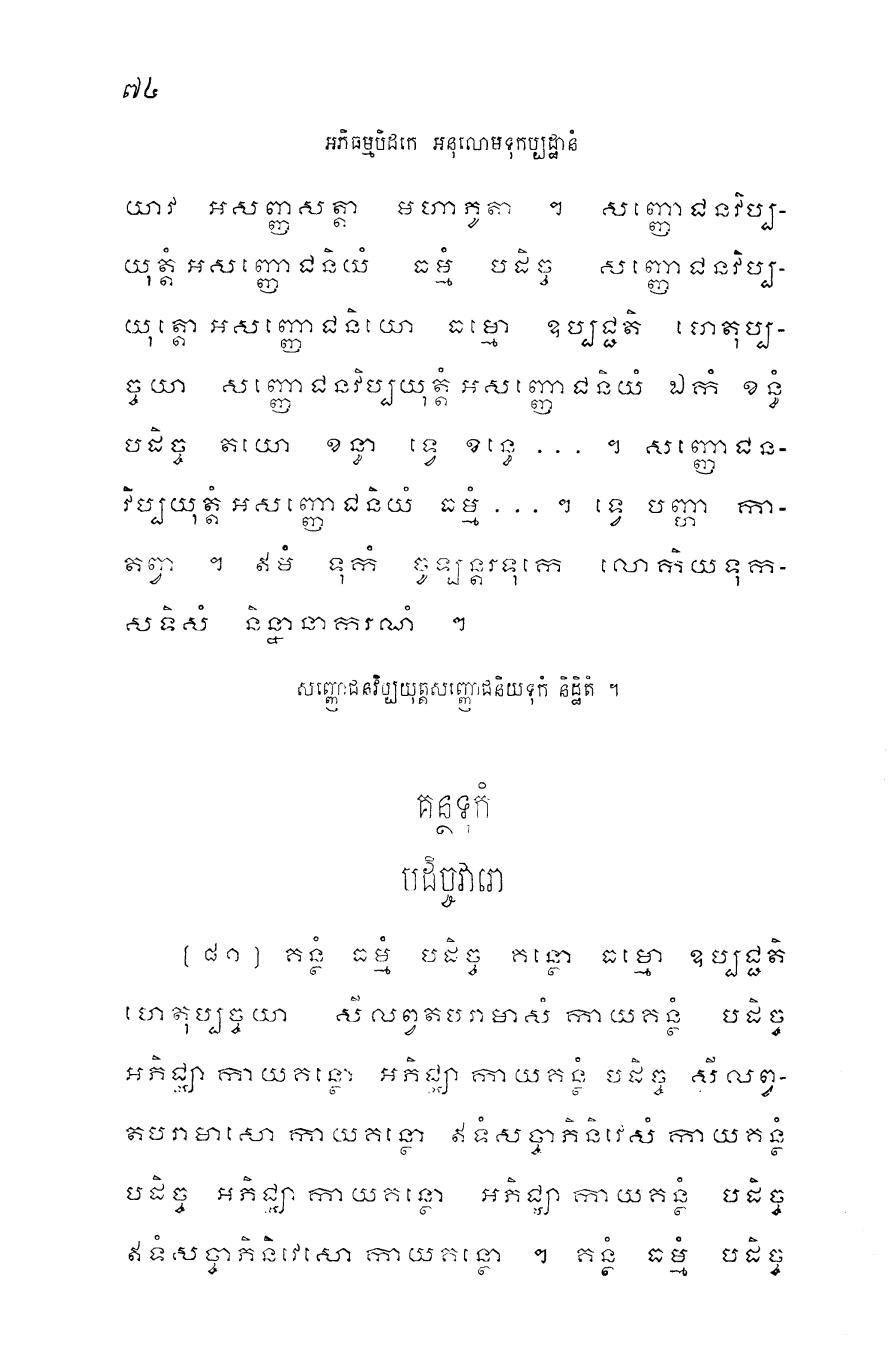 ៧៤
អភិធម្មបិដកេ អនុលោមទុកប្បដ្ឋានំ
យាវ អសញ្ញសត្តា មហាភូតា ។ សញ្ញោជនវិប្ប-
យុត្តំអសញ្ញោជនិយំ ធម្មំ បដិច្ច សញ្ញោជនវិប្ប-
យុត្តោអសញ្ញោជនិយោ ធម្មោ ឧប្បជ្ជតិ ហេតុប្ប-
ច្ចយា សញ្ញោជនវិប្បយុត្តំអសញ្ញោជនិយំ ឯកំ ខន្ធំ
បដិច្ច តយោ ខន្ធា ទ្វេ ខន្ធេ ... ។ សញ្ញោជន-
វិប្បយុត្តំអសញ្ញោជនិយំ ធម្មំ ... ។ ទ្វេ បញ្ហា កា-
តព្វា ។ ឥមំ ទុកំ ចូឡន្តរទុកេ លោកិយទុក-
សទិសំ និន្នានាករណំ ។
សញ្ញោជនវិប្បយុត្តសញ្ញោជនិយទុកំ និដ្ឋិតំ ។
គន្ថទុកំ
បដិច្ចវារោ
[៨១] គន្ថំ ធម្មំ បដិច្ច គន្ថោ ធម្មោ ឧប្បជ្ជតិ
ហេតុប្បច្ចយា សីលព្វតបរាមាសំ កាយគន្ថំ បដិច្ច
អភិជ្ឈា កាយគន្ថោ អភិជ្ឈា កាយគន្ថំ បដិច្ច សីលព្វ-
តបរាមាសោ កាយគន្ថោ ឥទំសច្ចាភិនិវេសំ កាយគន្ថំ
បដិច្ច អភិជ្ឈា កាយគន្ថោ អភិជ្ឈា កាយគន្ថំ បដិច្ច
ឥទំសច្ចាភិនិវេសោ កាយគន្ថោ ។ គន្ថំ ធម្មំ បដិច្ច